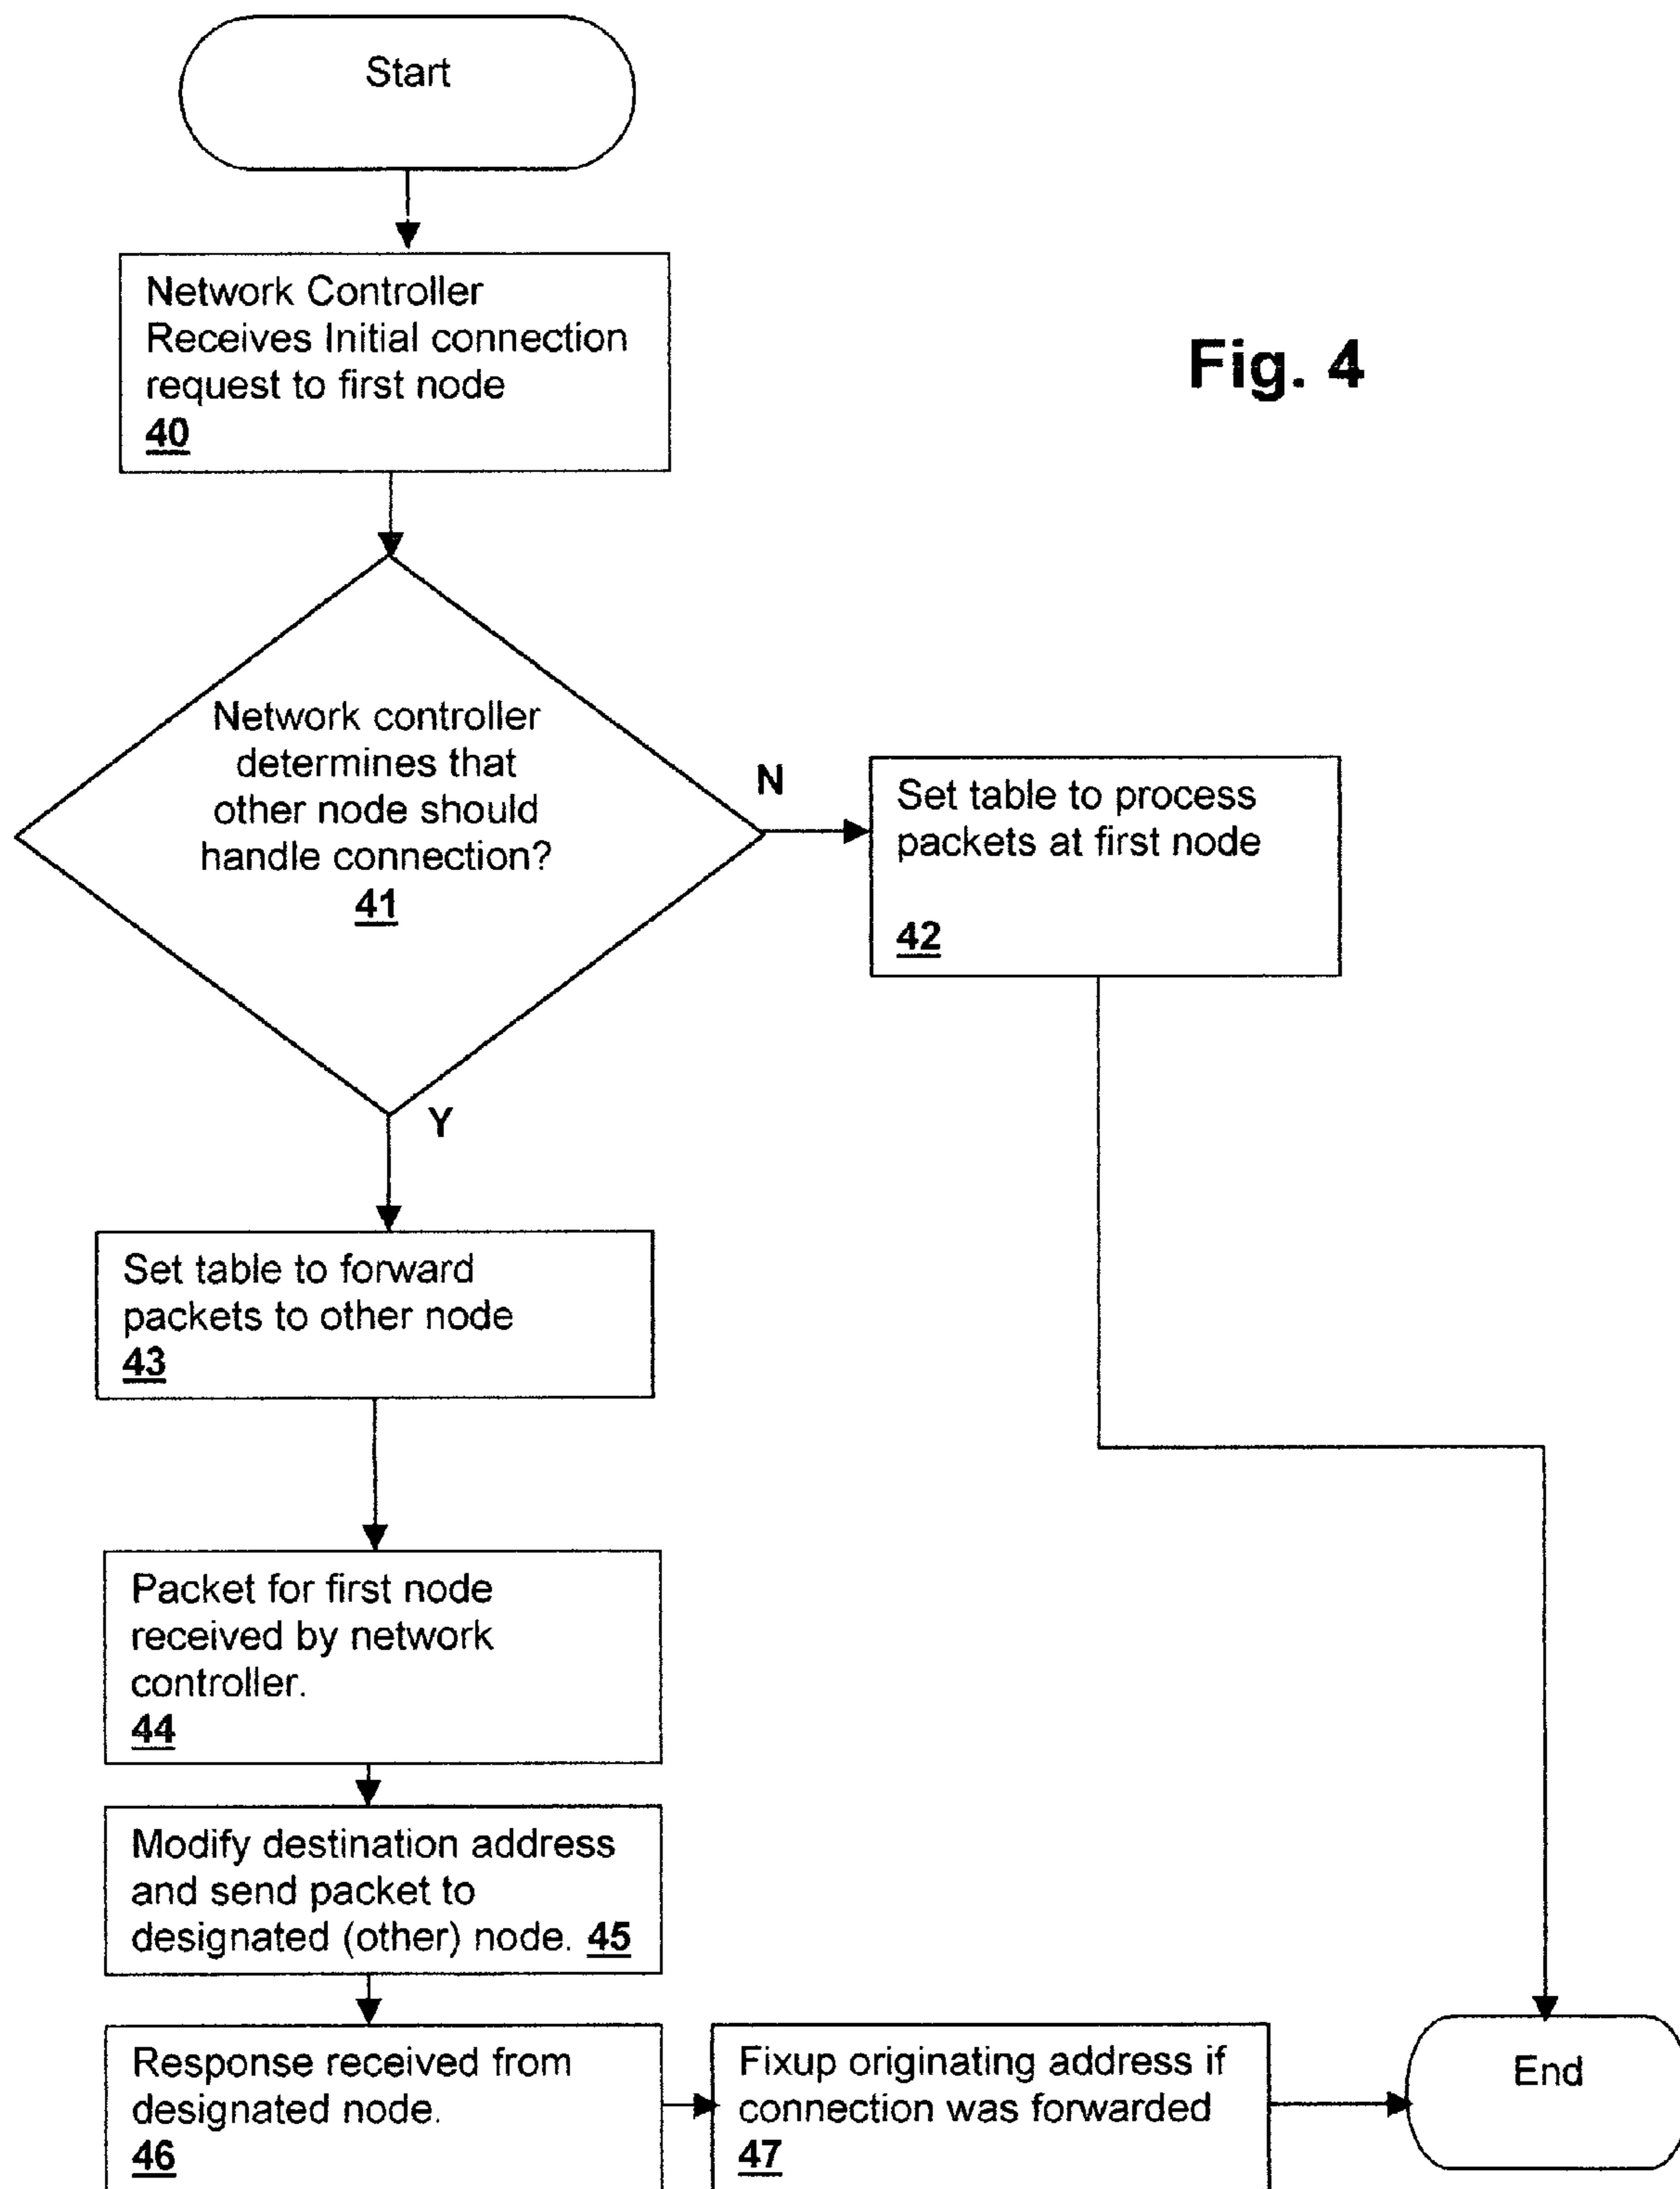 Start
Network Controller
Receives Initial connection
request to first node
40
Fig. 4
Network controller
determines that
other node should
handle connection?
41
N
Set table to process
packets at first node
42
Y
Set table to forward
packets to other node
43
Packet for first node
received by network
controller.
44
Modify destination address
and send packet to
designated (other) node. 45
Response received from
designated node.
46
Fixup originating address if
connection was forwarded
47
End